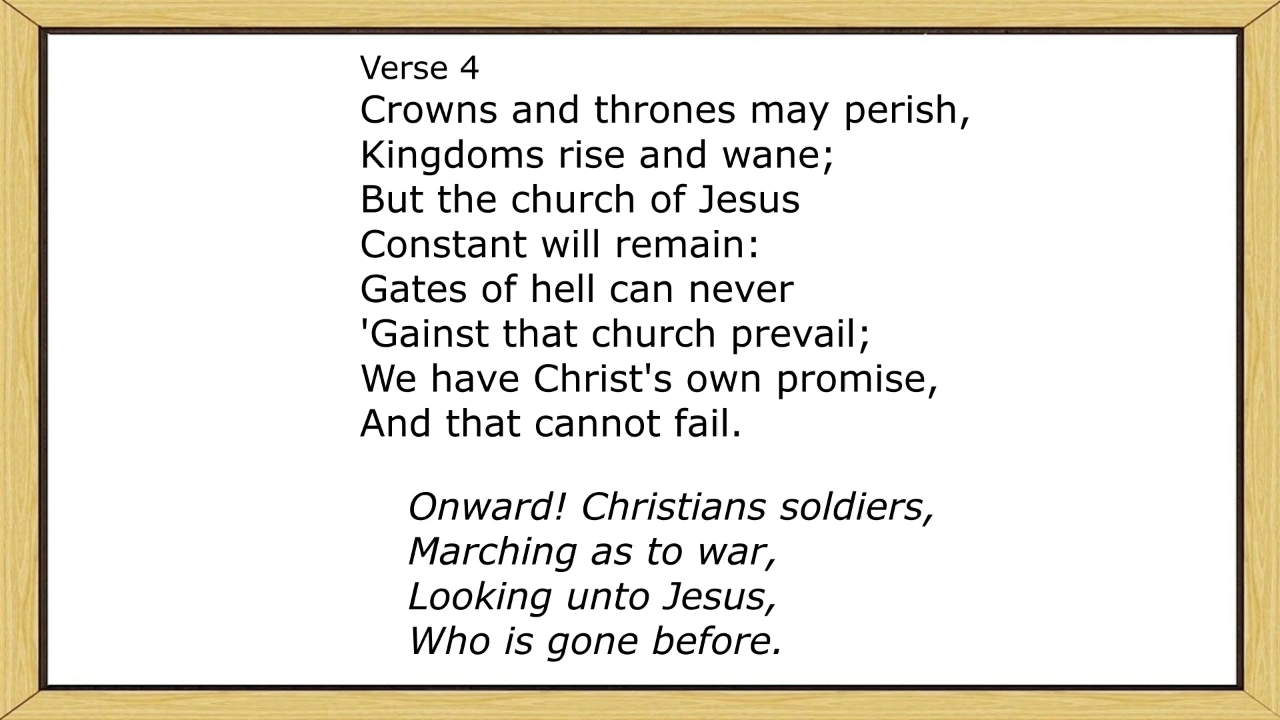 Verse 4
Crowns and thrones may perish,
Kingdoms rise and wane;
But the church of Jesus
Constant will remain:
Gates of hell can never
'Gainst that church prevail;
We have Christ's own promise,
And that cannot fail.
Onward! Christians soldiers,
Marching as to war,
Looking unto Jesus,
Who is gone before.